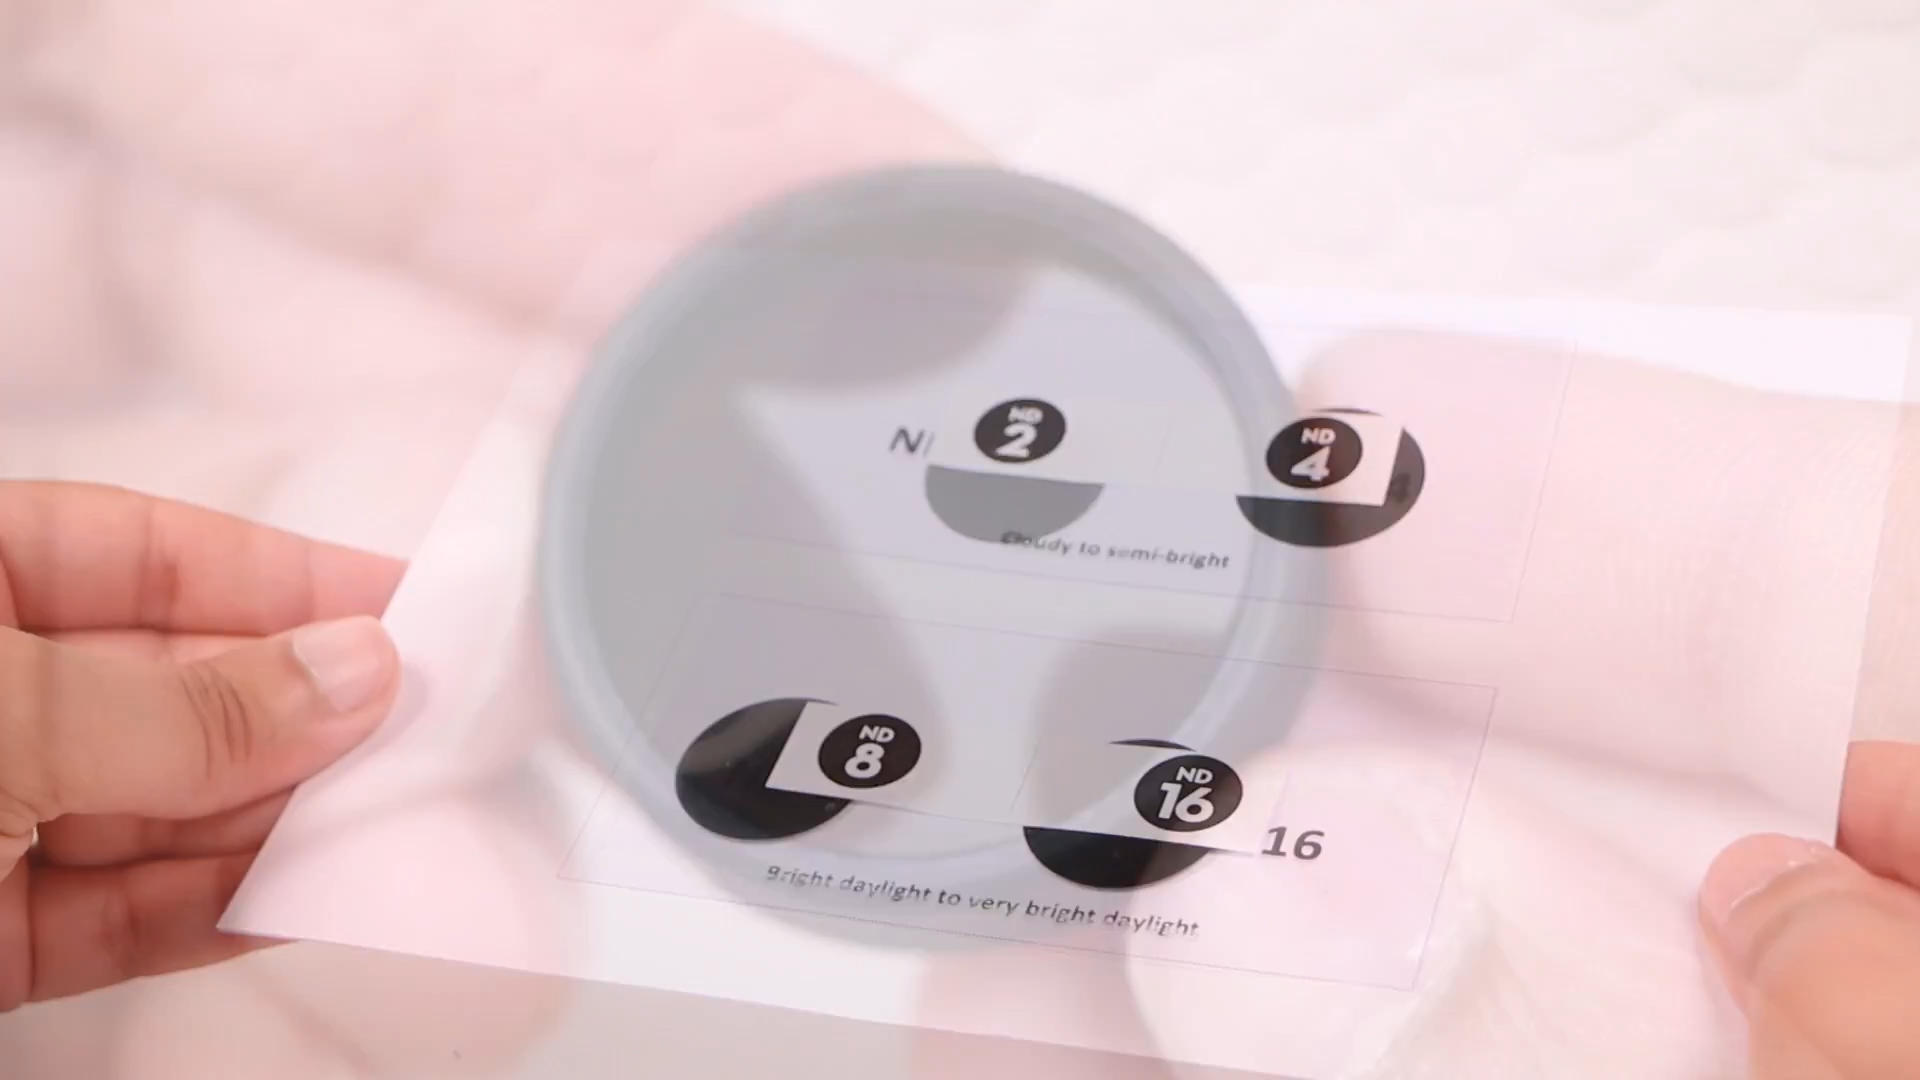 ND
2
ND
4
Cloudy to semi-bright
ND
8
ND
16
16
Bright daylight to very bright daylight